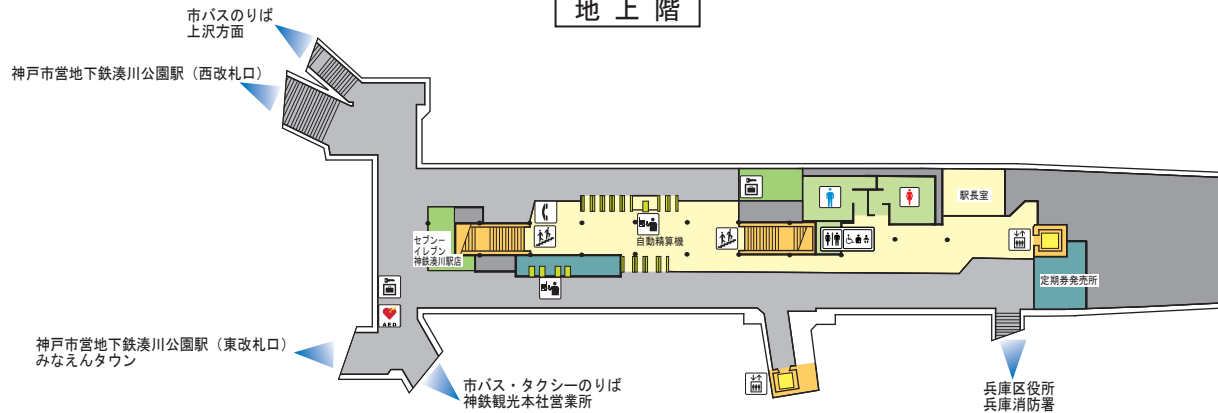 地上階
市バスのりば
上沢方面
神戸市営地下鉄湊川公園駅（西改札口）
駅長室
自動精算機
セブンー
イレブン
神鉄湊川駅店
定期券発売所
AED
神戸市営地下鉄湊川公園駅（東改札口）
みなえんタウン
市バス・タクシーのりば
神鉄観光本社営業所
兵庫区役所
兵庫消防署